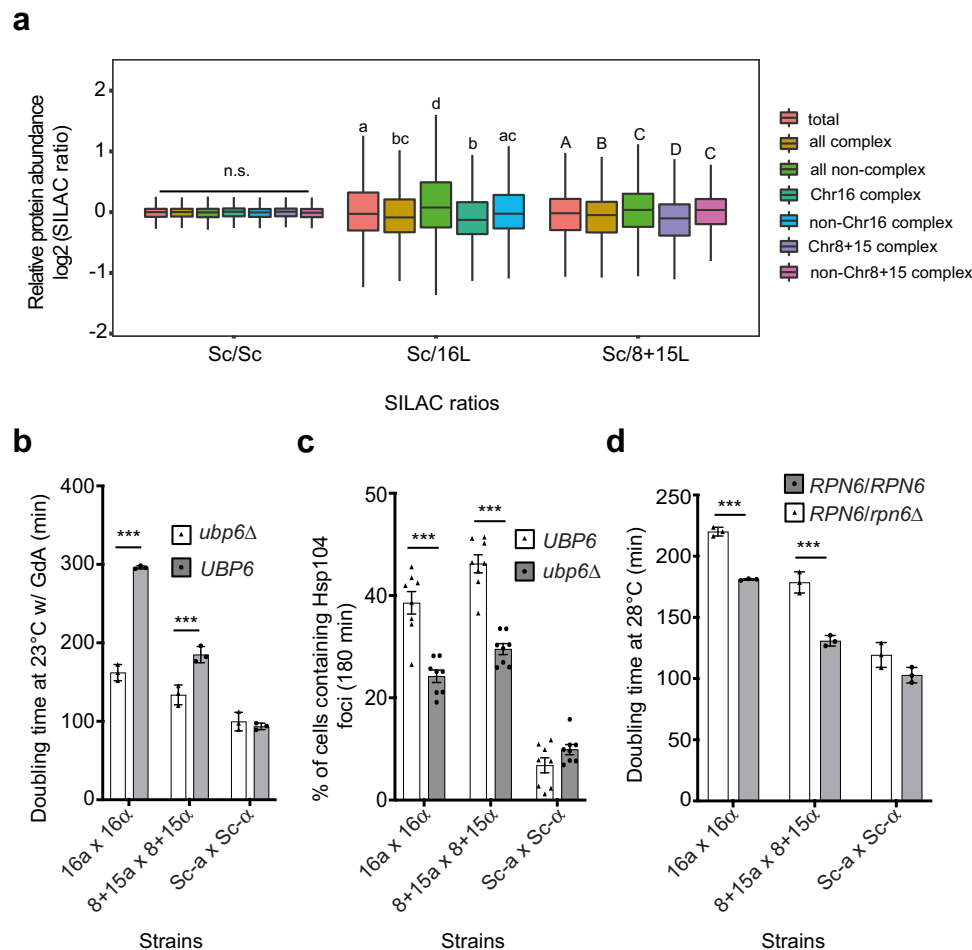 a
Relative protein abundance
log2 (SILAC ratio)
2
1
0
-1
-2
n.s.
a
bc
d
b
ac
A
B
C
D
C
Sc/Sc
Sc/16L
Sc/8+15L
SILAC ratios
total
all complex
all non-complex
Chr16 complex
non-Chr16 complex
Chr8+15 complex
non-Chr8+15 complex
b
Doubling time at 23°C w/ GdA (min)
400
300
200
100
0
***
***
ubp6Δ
UBP6
16a x 16α
8+15a x 8+15α
Sc-a x Sc-α
Strains
c
% of cells containing Hsp104
foci (180 min)
50
40
20
0
***
***
UBP6
ubp6Δ
16a x 16α
8+15a x 8+15α
Sc-a x Sc-α
Strains
d
Doubling time at 28°C (min)
250
200
150
100
50
0
***
***
RPN6/RPN6
RPN6/rpn6Δ
16a x 16α
8+15a x 8+15α
Sc-a x Sc-α
Strains